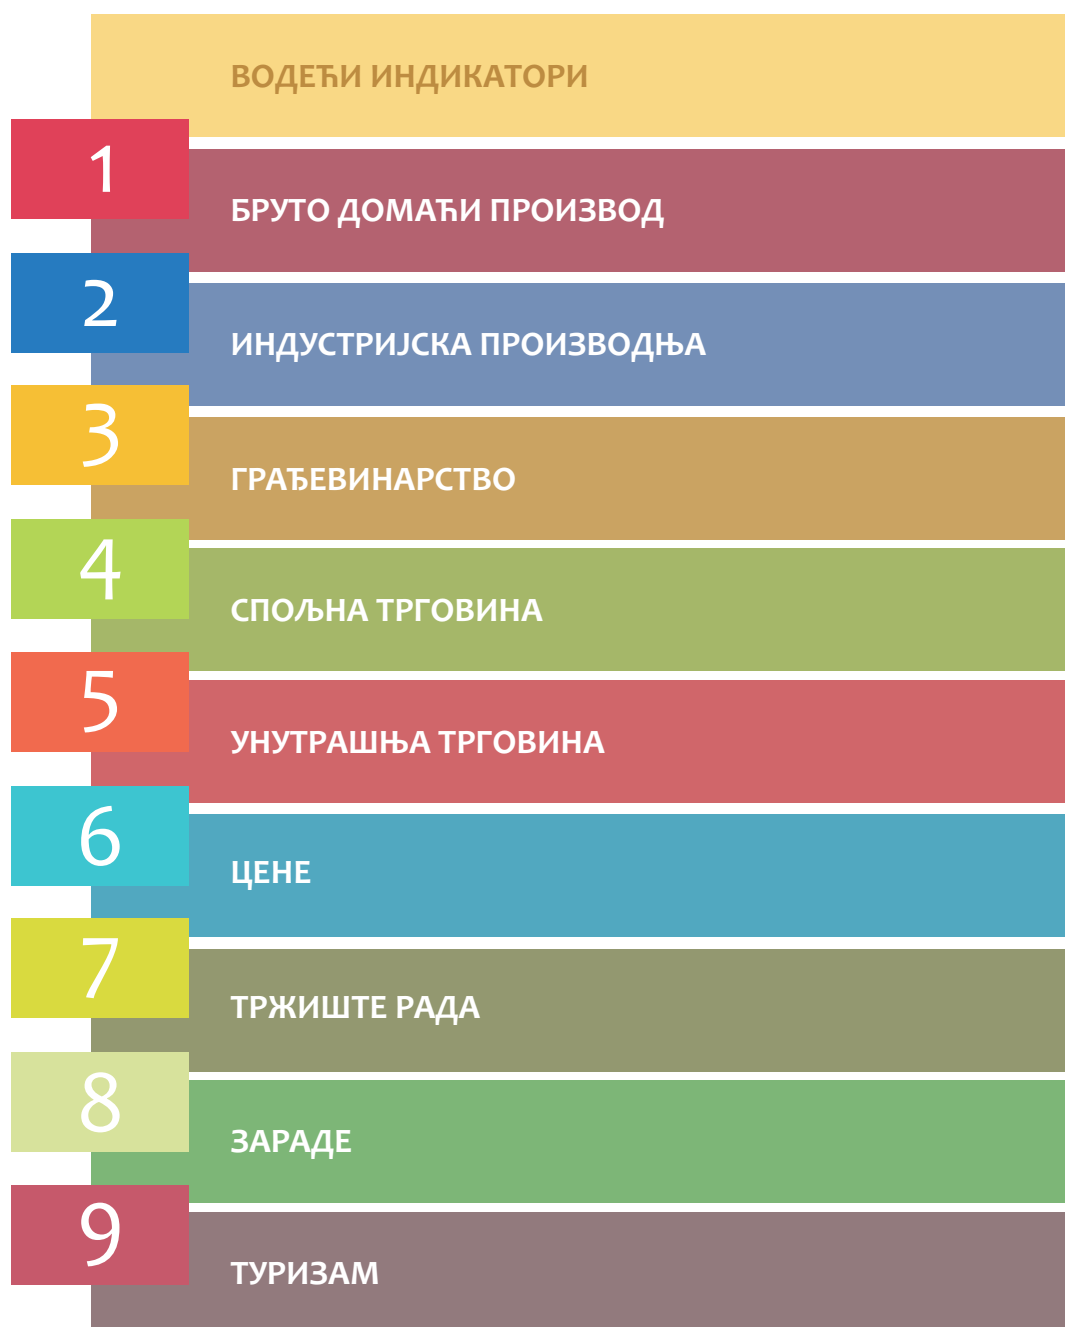 ВОДЕЋИ ИНДИКАТОРИ
1
БРУТО ДОМАЋИ ПРОИЗВОД
2
ИНДУСТРИЈСКА ПРОИЗВОДЊА
3
ГРАЂЕВИНАРСТВО
4
СПОЉНА ТРГОВИНА
5
УНУТРАШЊА ТРГОВИНА
6
ЦЕНЕ
7
ТРЖИШТЕ РАДА
8
ЗАРАДЕ
9
ТУРИЗАМ